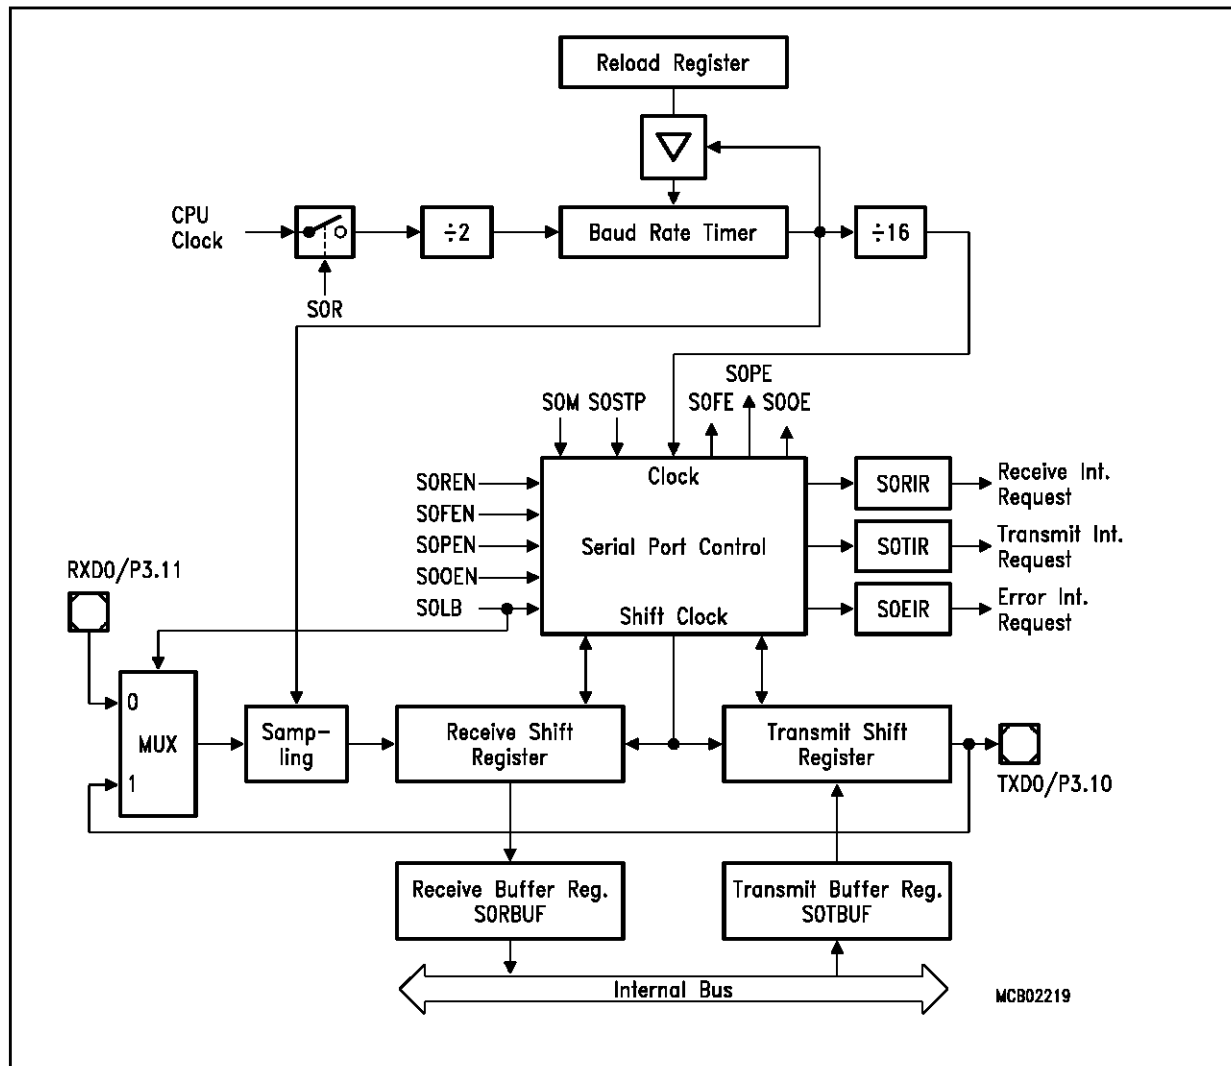 Reload Register
CPU
Clock
÷2
Baud Rate Timer
÷16
S0R
S0PE
S0M S0STP
S0FE
S0OE
Clock
S0REN
S0FEN
S0PEN
S0OEN
S0LB
Serial Port Control
Shift Clock
S0RIR
Receive Int.
Request
S0TIR
Transmit Int.
Request
S0EIR
Error Int.
Request
RXD0/P3.11
0
MUX
1
Samp-
ling
Receive Shift
Register
Transmit Shift
Register
TXD0/P3.10
Receive Buffer Reg.
S0RBUF
Transmit Buffer Reg.
S0TBUF
Internal Bus
MCB02219